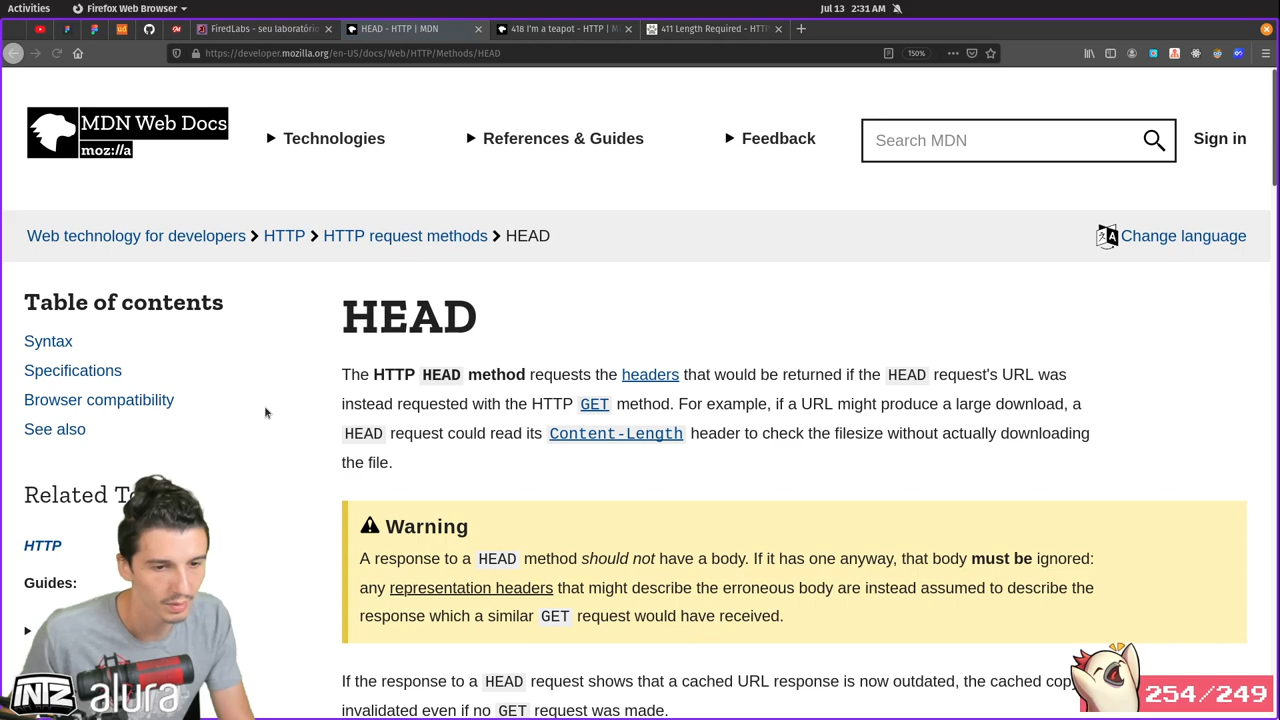 Activities
Firefox Web Browser
Jul 13 2:31 AM
FiredLabs - seu laboratório
HEAD - HTTP | MDN
418 I'm a teapot - HTTP | M
411 Length Required - HTT
https://developer.mozilla.org/en-US/docs/Web/HTTP/Methods/HEAD
150%
MDN Web Docs
moz://a
Technologies
References & Guides
Feedback
Search MDN
Sign in
Web technology for developers
HTTP
HTTP request methods
HEAD
Change language
Table of contents
Syntax
Specifications
Browser compatibility
See also
Related To
HTTP
Guides:
HEAD
The HTTP HEAD method requests the headers that would be returned if the HEAD request's URL was
instead requested with the HTTP GET method. For example, if a URL might produce a large download, a
HEAD request could read its Content-Length header to check the filesize without actually downloading
the file.
Warning
A response to a HEAD method should not have a body. If it has one anyway, that body must be ignored:
any representation headers that might describe the erroneous body are instead assumed to describe the
response which a similar GET request would have received.
If the response to a HEAD request shows that a cached URL response is now outdated, the cached cop
invalidated even if no GET request was made.
alura
254/249